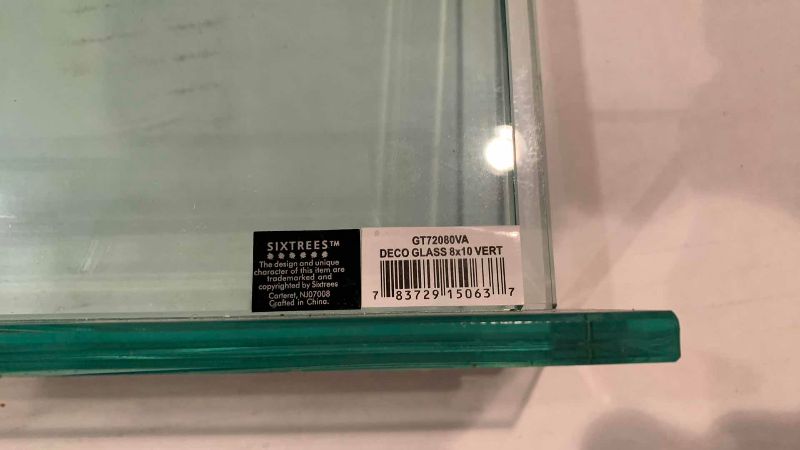 SIXTREES™
The design and unique
character of this item are
trademarked and
copyrighted by Sixtrees
Carteret, NJ07008
Crafted in China.
GT72080VA
DECO GLASS 8x10 VERT
7 83729 15063 7